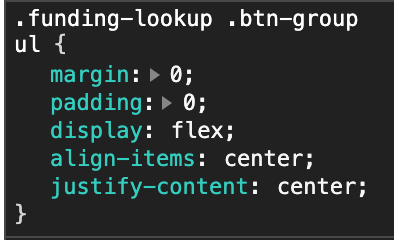 .funding-lookup .btn-group
ul {
margin:▶ 0;
padding:▶ 0;
display: flex;
align-items: center;
justify-content: center;
}